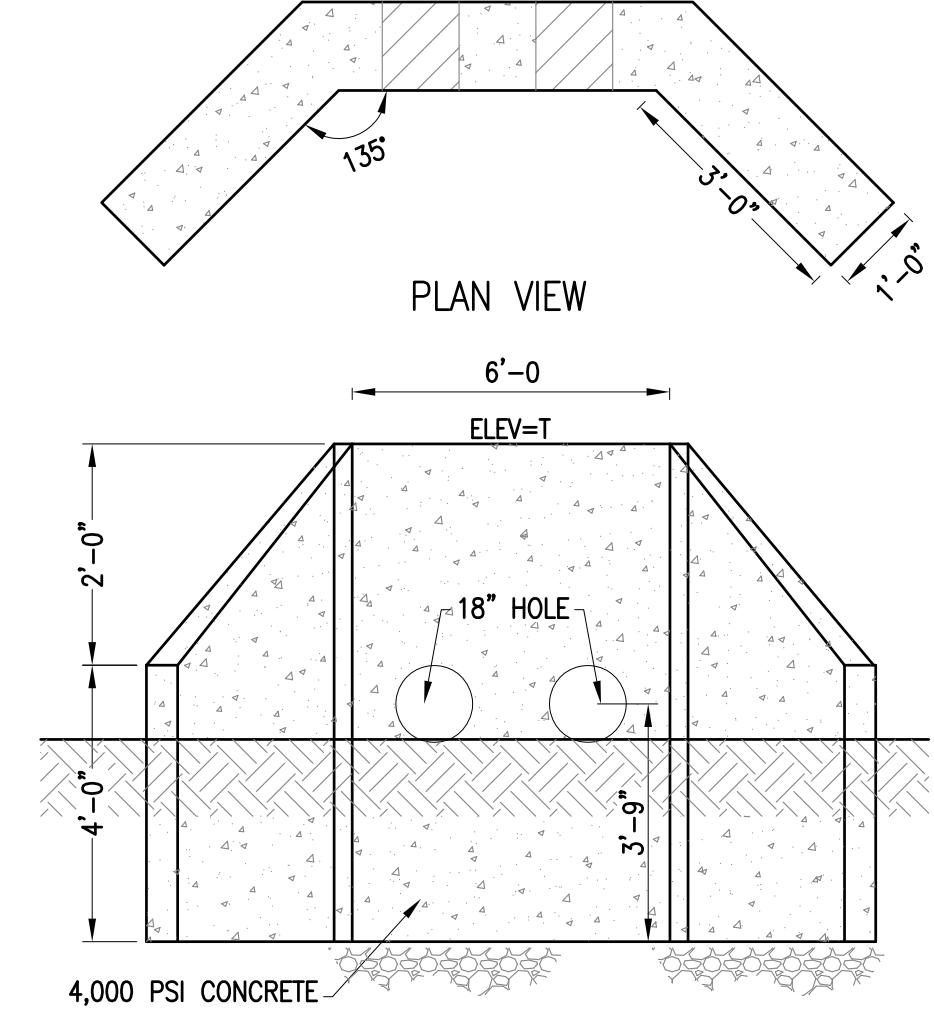 135°
3'-0"
1'-0"
PLAN VIEW
6'-0
ELEV=T
2'-0"
18" HOLE
4'-0"
3'-9"
4,000 PSI CONCRETE